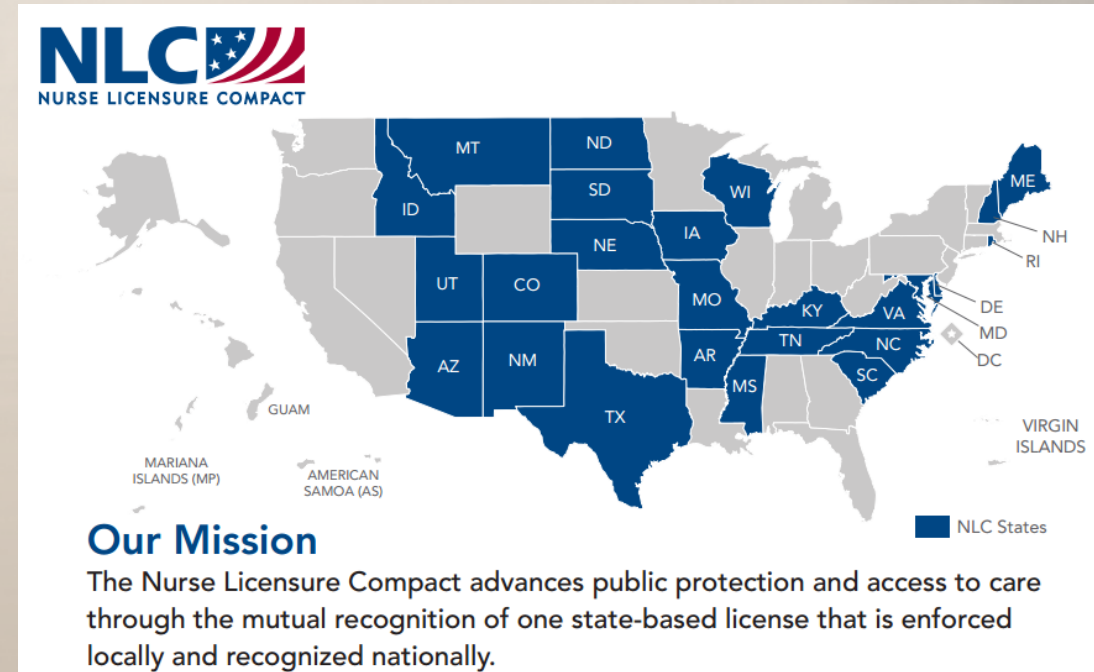 NLC
NURSE LICENSURE COMPACT
MT
ND
ID
SD
WI
ME
NE
IA
NH
RI
UT
CO
MO
KY
VA
DE
MD
DC
AZ
NM
AR
TN
NC
MS
SC
TX
GUAM
VIRGIN
ISLANDS
MARIANA
ISLANDS (MP)
AMERICAN
SAMOA (AS)
NLC States
Our Mission
The Nurse Licensure Compact advances public protection and access to care
through the mutual recognition of one state-based license that is enforced
locally and recognized nationally.